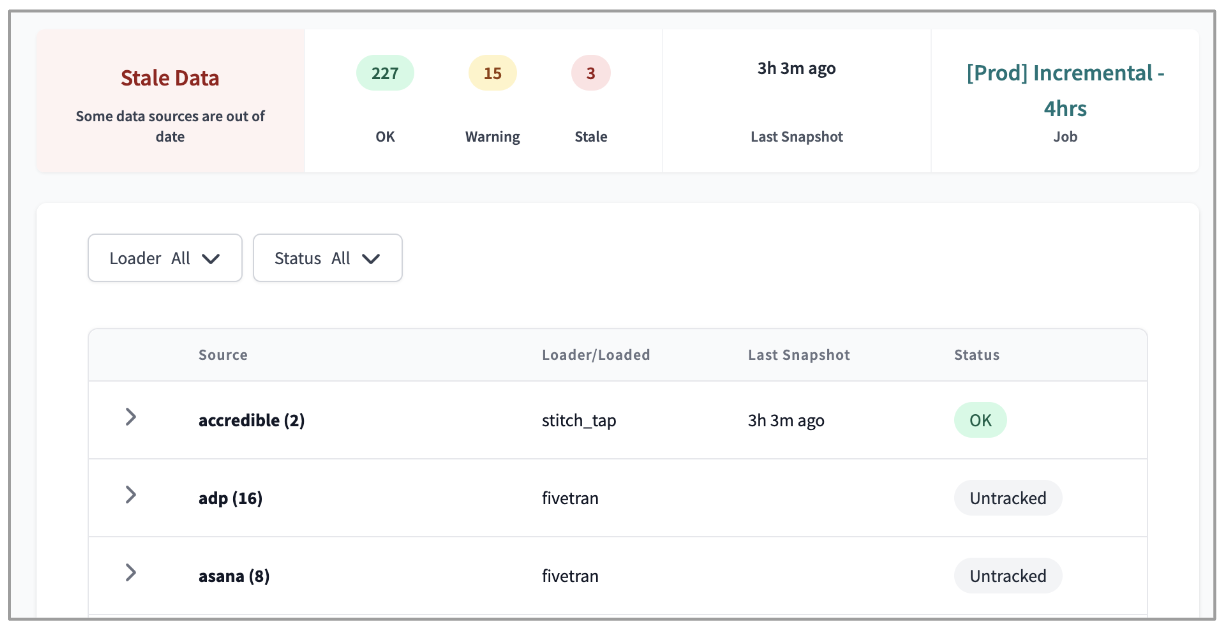 Stale Data
Some data sources are out of
date
227 15 3
OK Warning Stale
3h 3m ago
Last Snapshot
[Prod] Incremental -
4hrs
Job
Loader All Status All
Source Loader/Loaded Last Snapshot Status
accredible (2) stitch_tap 3h 3m ago OK
adp (16) fivetran Untracked
asana (8) fivetran Untracked